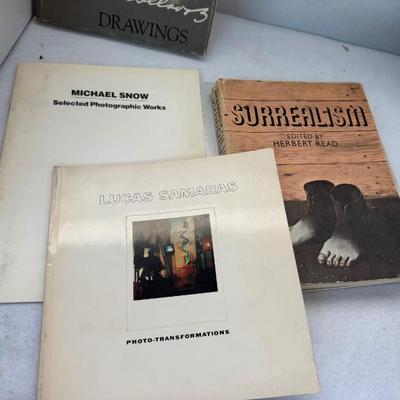 DRAWINGS
MICHAEL SNOW
Selected Photographic Works
SURREALISM
EDITED BY
HERBERT READ
LUCAS SAMARAS
PHOTO-TRANSFORMATIONS